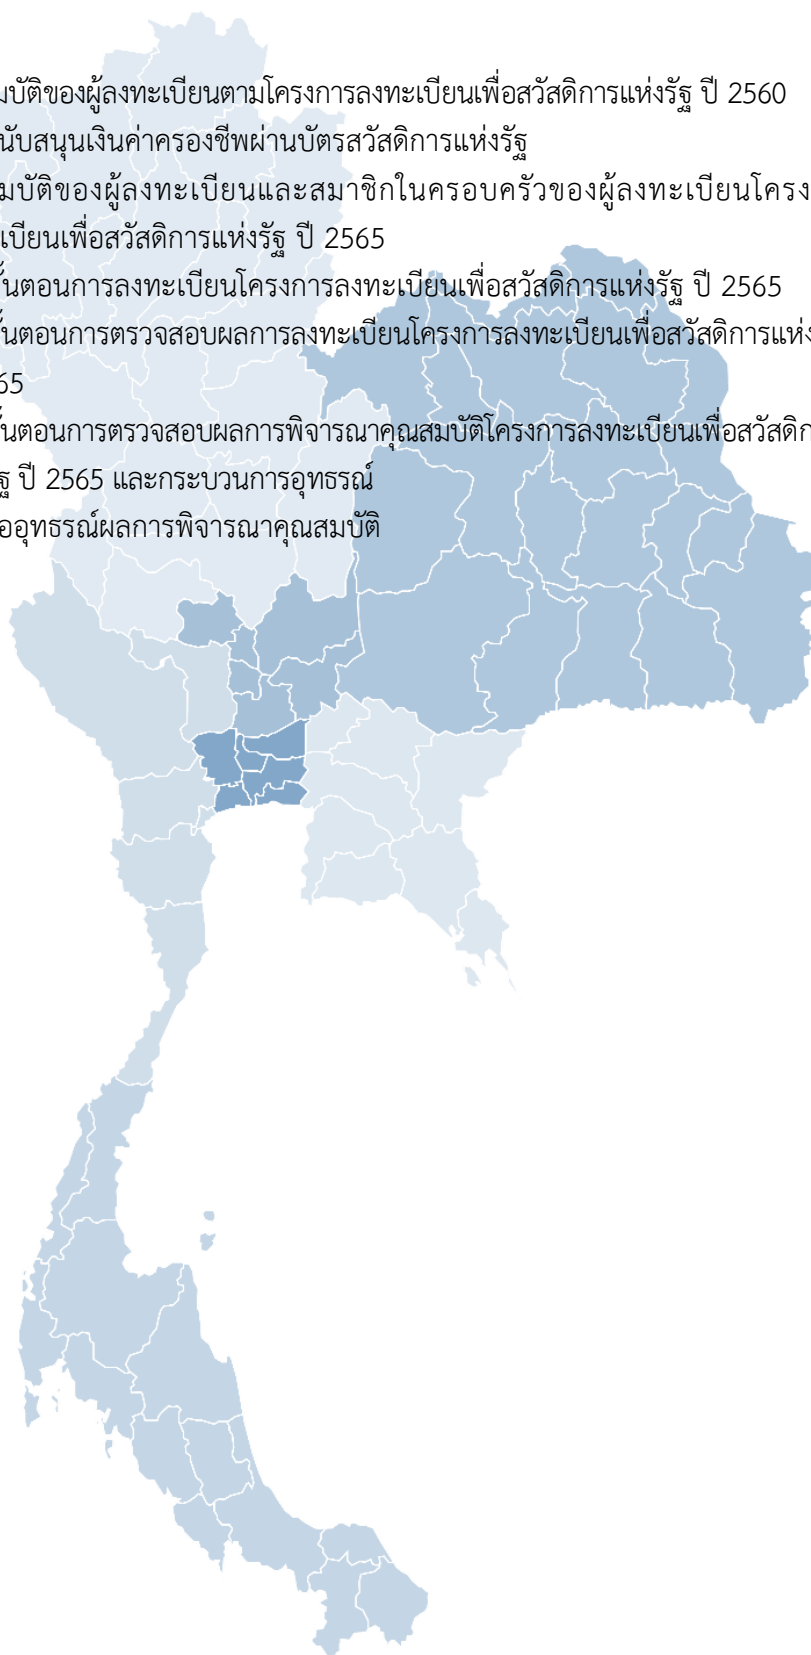 มบัติของผู้ลงทะเบียนตามโครงการลงทะเบียนเพื่อสวัสดิการแห่งรัฐ ปี 2560
นับสนุนเงินค่าครองชีพผ่านบัตรสวัสดิการแห่งรัฐ
มบัติของผู้ลงทะเบียนและสมาชิกในครอบครัวของผู้ลงทะเบียนโครง
เบียนเพื่อสวัสดิการแห่งรัฐ ปี 2565
ั้นตอนการลงทะเบียนโครงการลงทะเบียนเพื่อสวัสดิการแห่งรัฐ ปี 2565
ั้นตอนการตรวจสอบผลการลงทะเบียนโครงการลงทะเบียนเพื่อสวัสดิการแห่ง
65
ั้นตอนการตรวจสอบผลการพิจารณาคุณสมบัติโครงการลงทะเบียนเพื่อสวัสดิก
ฐ ปี 2565 และกระบวนการอุทธรณ์
ออุทธรณ์ผลการพิจารณาคุณสมบัติ